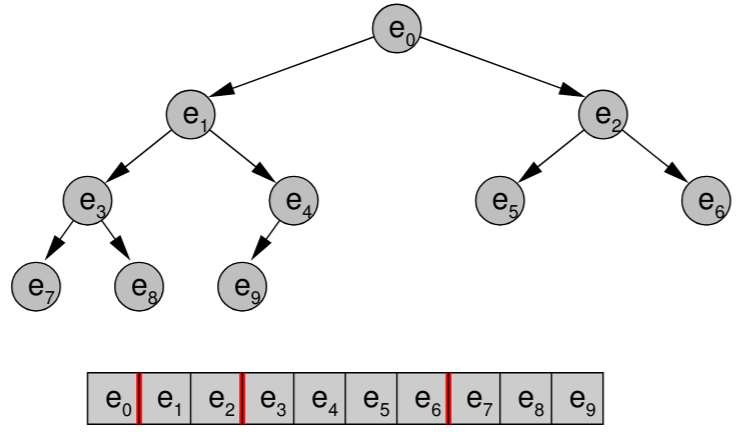 e₀
e₁ e₂
e₃ e₄ e₅ e₆
e₇ e₈ e₉
e₀ e₁ e₂ e₃ e₄ e₅ e₆ e₇ e₈ e₉